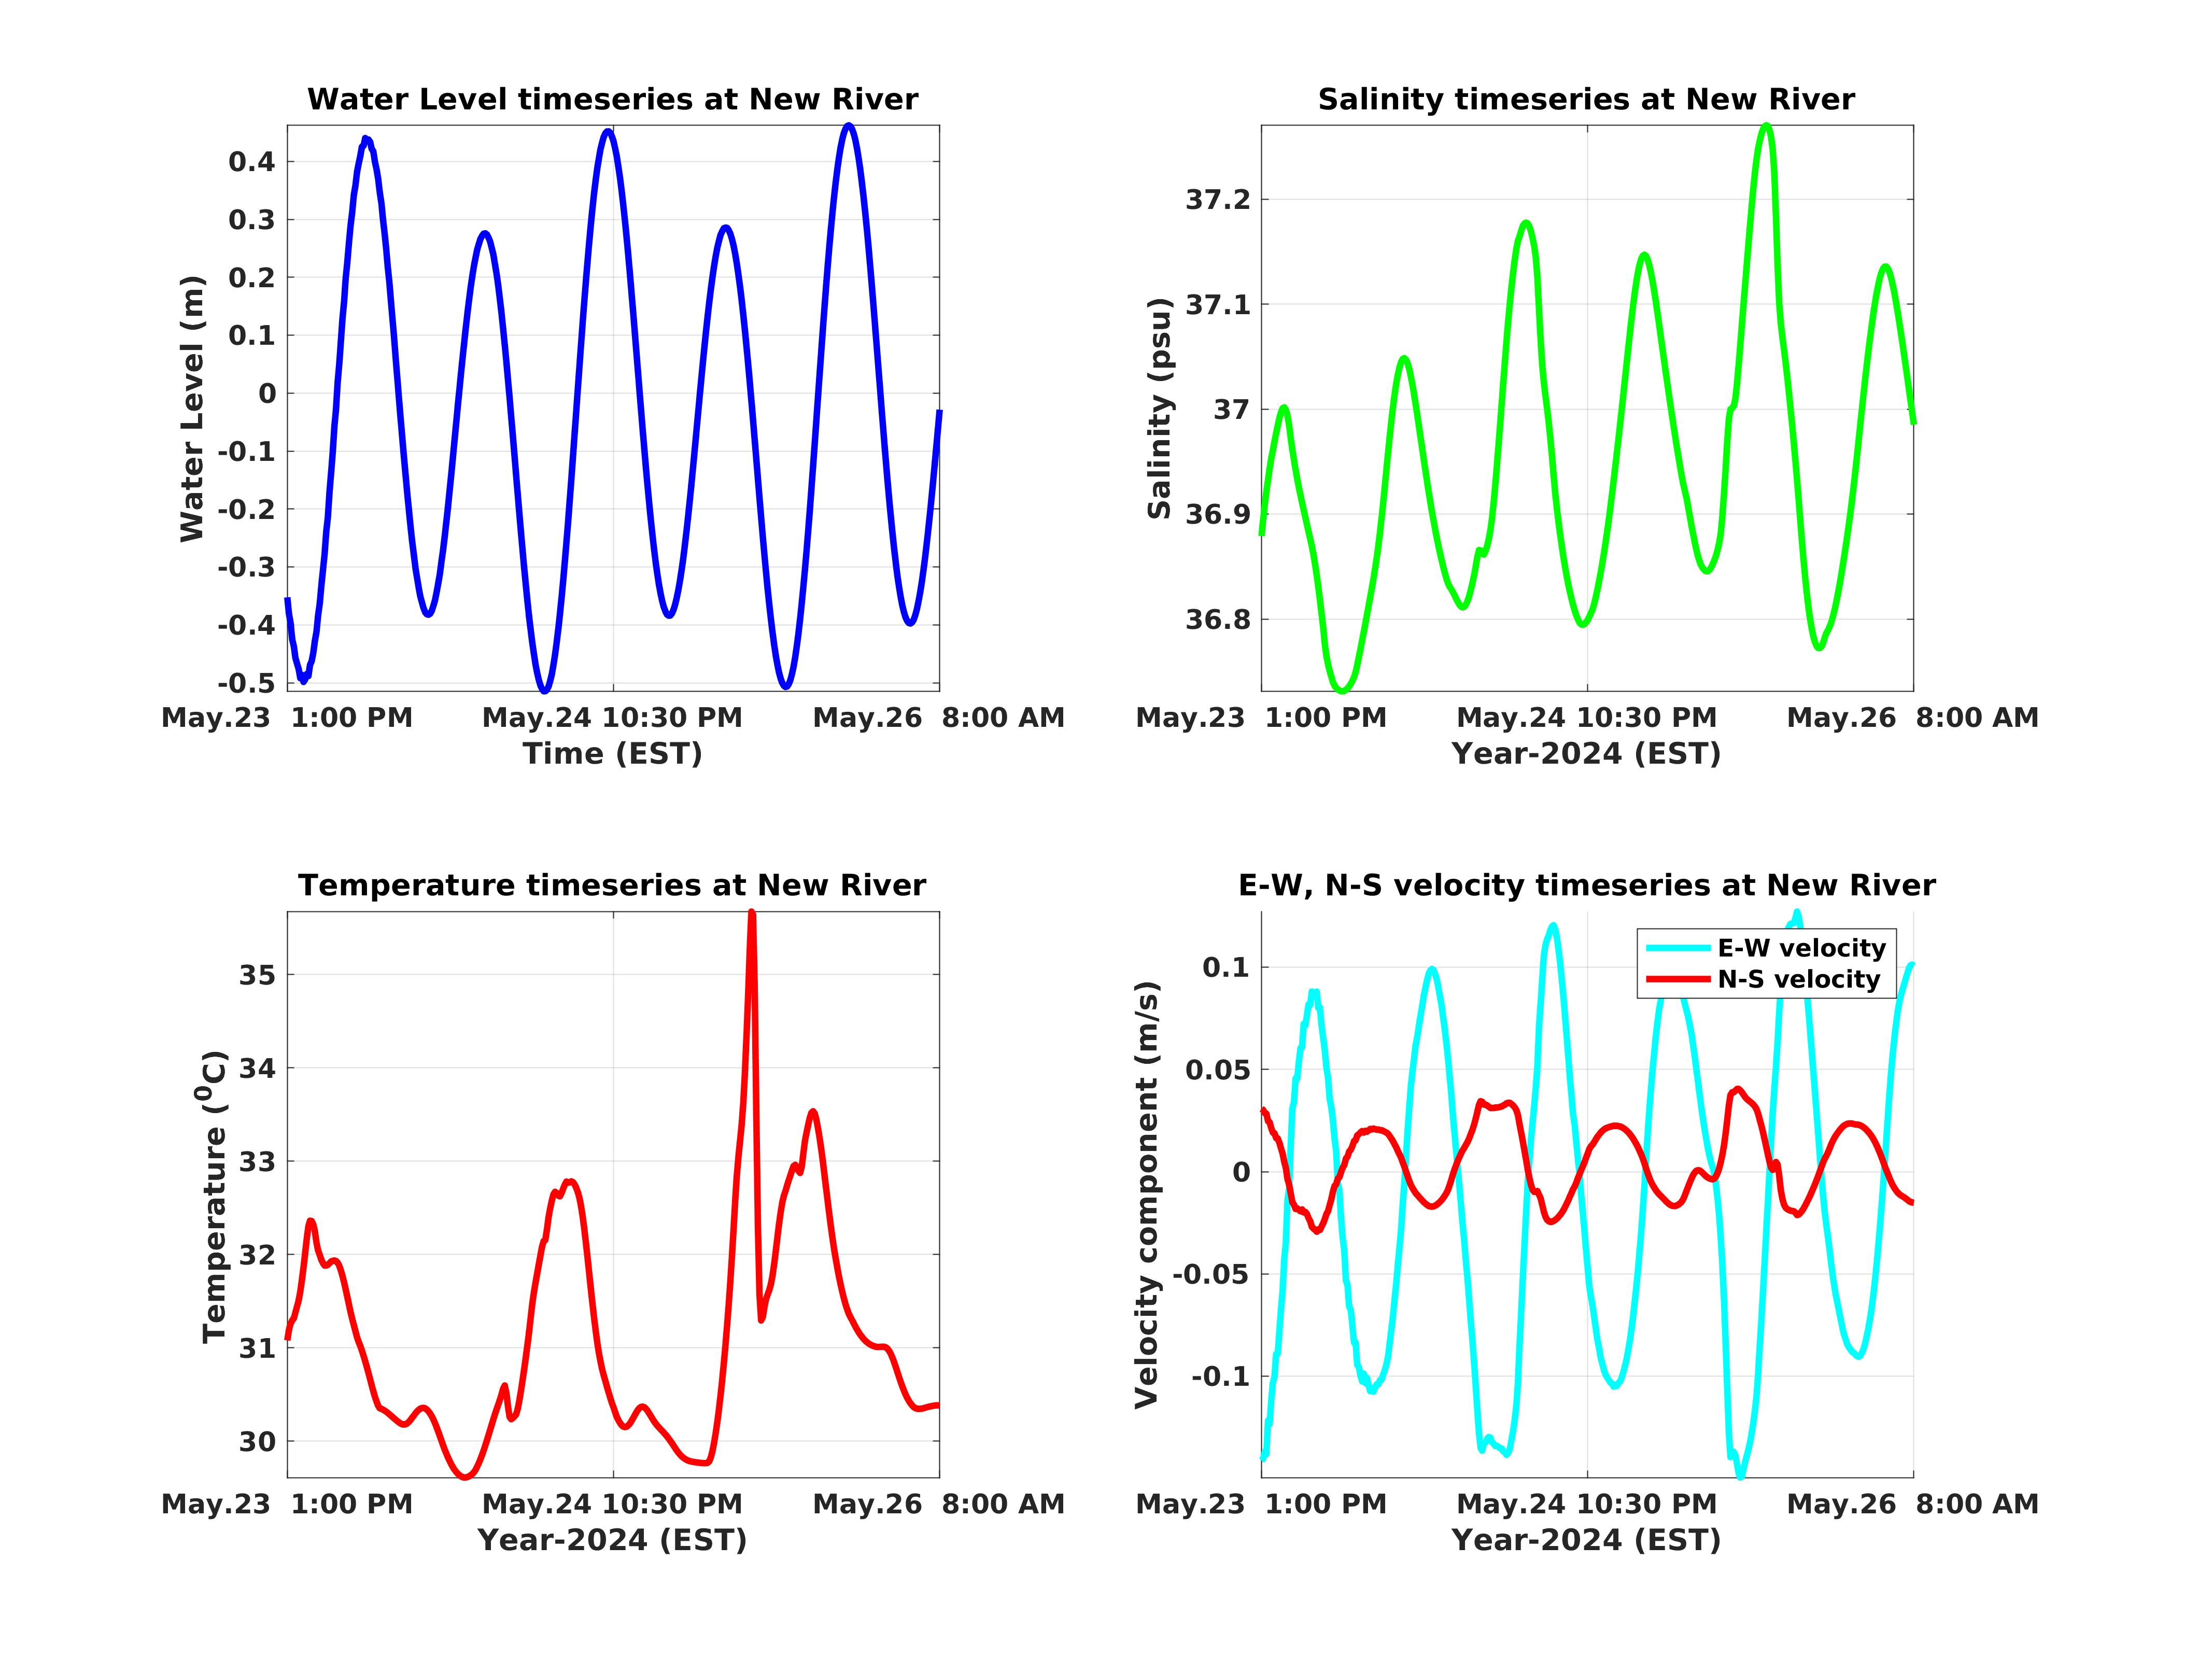 Water Level timeseries at New River
Water Level (m)
0.4
0.3
0.2
0.1
0
-0.1
-0.2
-0.3
-0.4
-0.5
May.23 1:00 PM May.24 10:30 PM May.26 8:00 AM
Time (EST)
Salinity timeseries at New River
Salinity (psu)
37.2
37.1
37
36.9
36.8
May.23 1:00 PM May.24 10:30 PM May.26 8:00 AM
Year-2024 (EST)
Temperature timeseries at New River
Temperature (⁰C)
35
34
33
32
31
30
May.23 1:00 PM May.24 10:30 PM May.26 8:00 AM
Year-2024 (EST)
E-W, N-S velocity timeseries at New River
Velocity component (m/s)
E-W velocity
N-S velocity
0.1
0.05
0
-0.05
-0.1
May.23 1:00 PM May.24 10:30 PM May.26 8:00 AM
Year-2024 (EST)